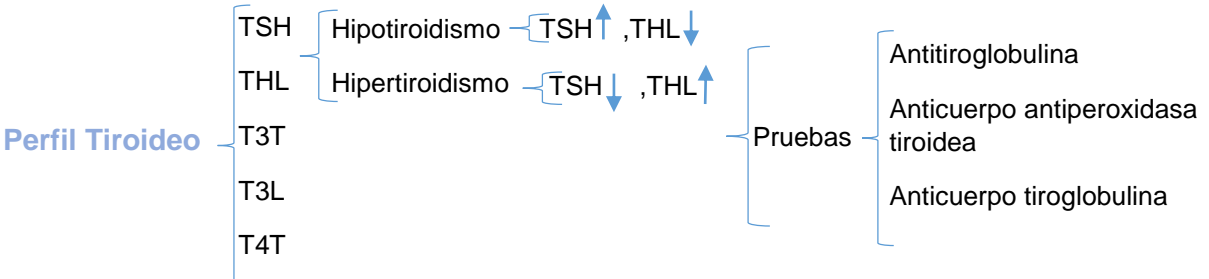 Perfil Tiroideo
TSH
THL
T3T
T3L
T4T
Hipotiroidismo
TSH ,THL
Hipertiroidismo
TSH ,THL
Pruebas
Antitiroglobulina
Anticuerpo antiperoxidasa
tiroidea
Anticuerpo tiroglobulina